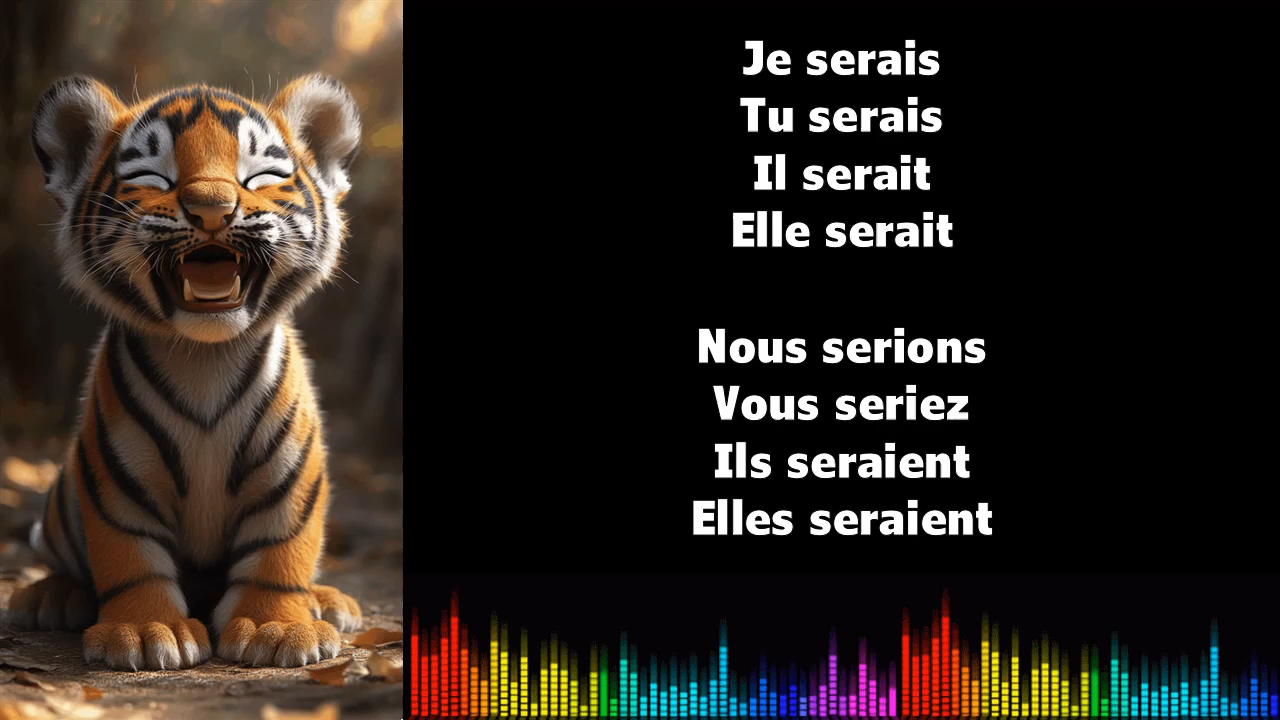 Je serais
Tu serais
Il serait
Elle serait
Nous serions
Vous seriez
Ils seraient
Elles seraient